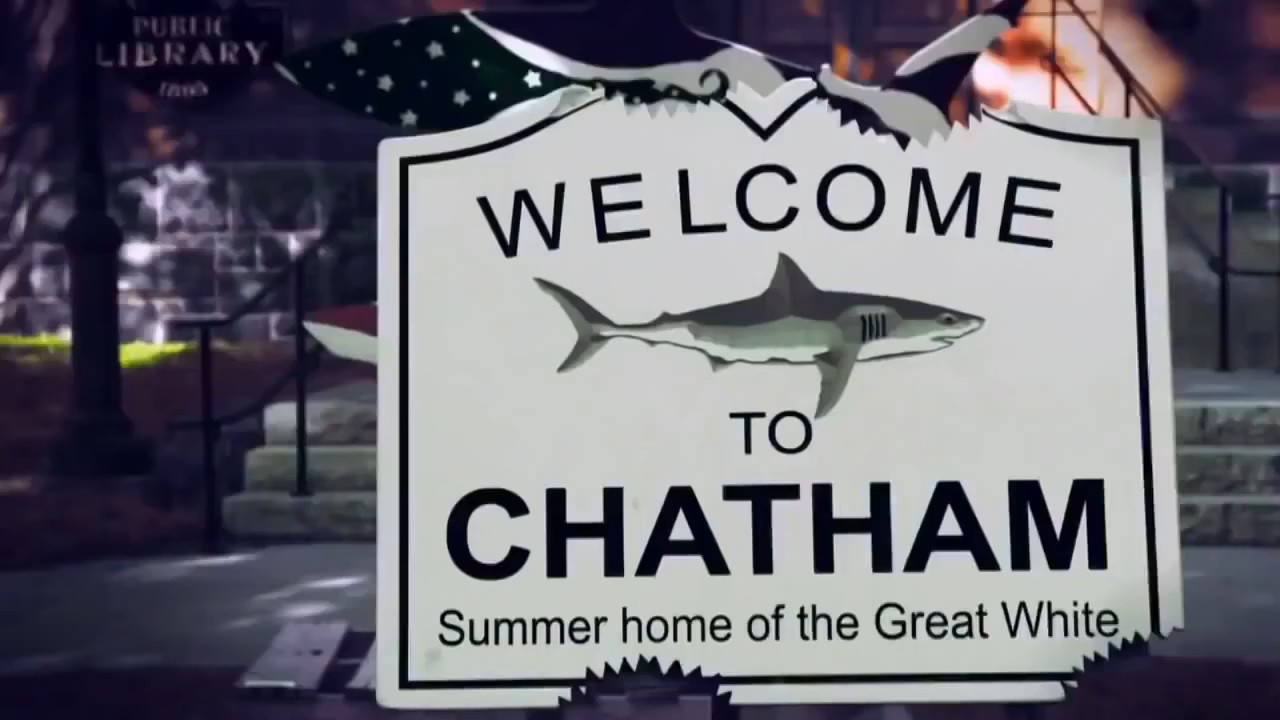 PUBLIC
LIBRARY
WELCOME
TO
CHATHAM
Summer home of the Great White